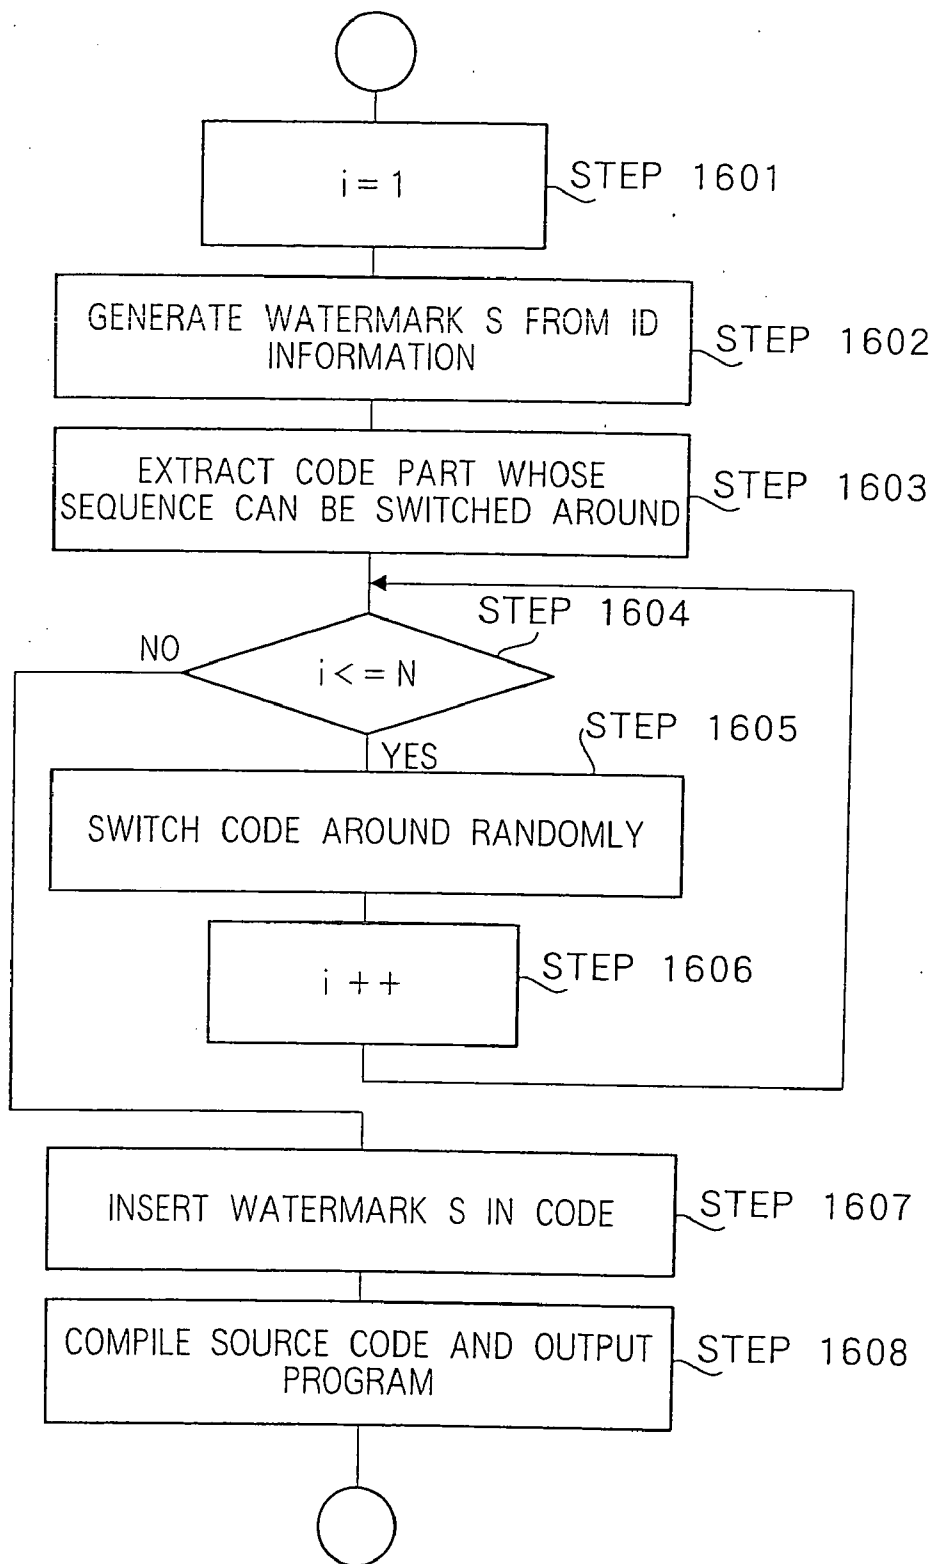 i = 1
STEP 1601
GENERATE WATERMARK S FROM ID
INFORMATION
STEP 1602
EXTRACT CODE PART WHOSE
SEQUENCE CAN BE SWITCHED AROUND
STEP 1603
STEP 1604
NO
i < = N
STEP 1605
YES
SWITCH CODE AROUND RANDOMLY
i + +
STEP 1606
INSERT WATERMARK S IN CODE
STEP 1607
COMPILE SOURCE CODE AND OUTPUT
PROGRAM
STEP 1608